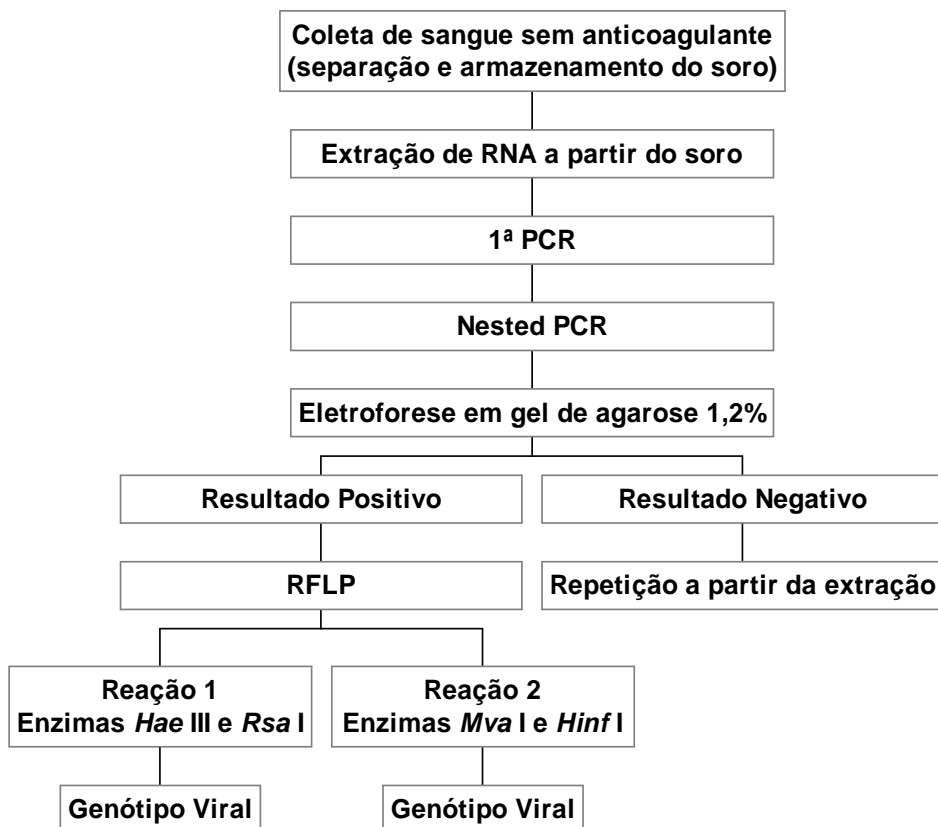 Coleta de sangue sem anticoagulante
(separação e armazenamento do soro)
Extração de RNA a partir do soro
1ª PCR
Nested PCR
Eletroforese em gel de agarose 1,2%
Resultado Positivo
Resultado Negativo
RFLP
Repetição a partir da extração
Reação 1
Enzimas Hae III e Rsa I
Reação 2
Enzimas Mva I e Hinf I
Genótipo Viral
Genótipo Viral